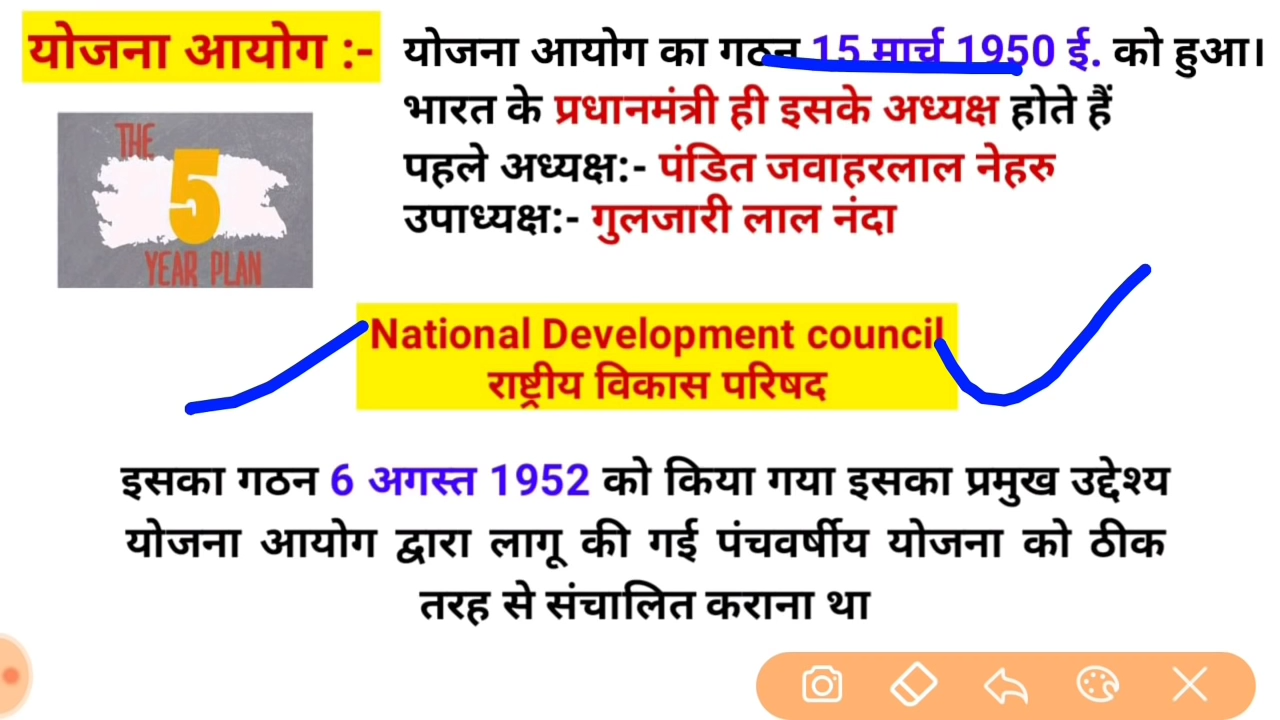 योजना आयोग :-
योजना आयोग का गठन 15 मार्च 1950 ई. को हुआ।
भारत के प्रधानमंत्री ही इसके अध्यक्ष होते हैं
पहले अध्यक्ष:- पंडित जवाहरलाल नेहरु
उपाध्यक्ष:- गुलजारी लाल नंदा
THE
5
YEAR PLAN
National Development council
राष्ट्रीय विकास परिषद
इसका गठन 6 अगस्त 1952 को किया गया इसका प्रमुख उद्देश्य
योजना आयोग द्वारा लागू की गई पंचवर्षीय योजना को ठीक
तरह से संचालित कराना था